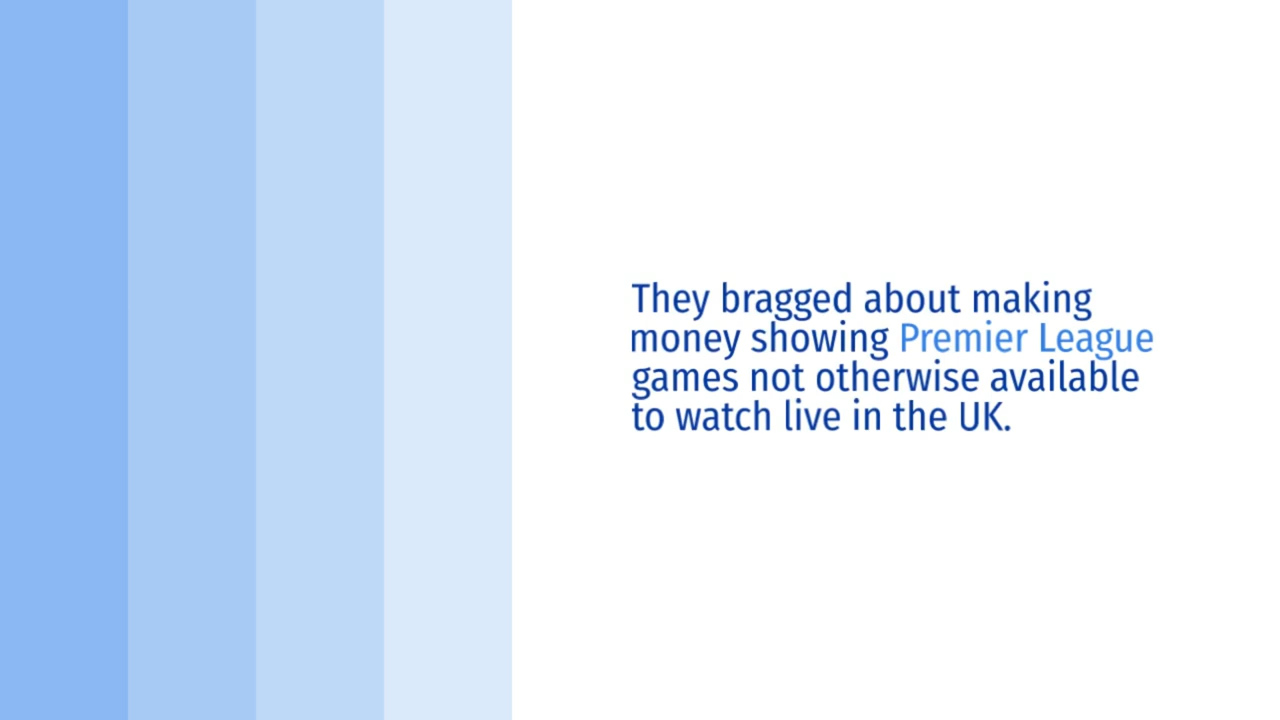 They bragged about making
money showing Premier League
games not otherwise available
to watch live in the UK.